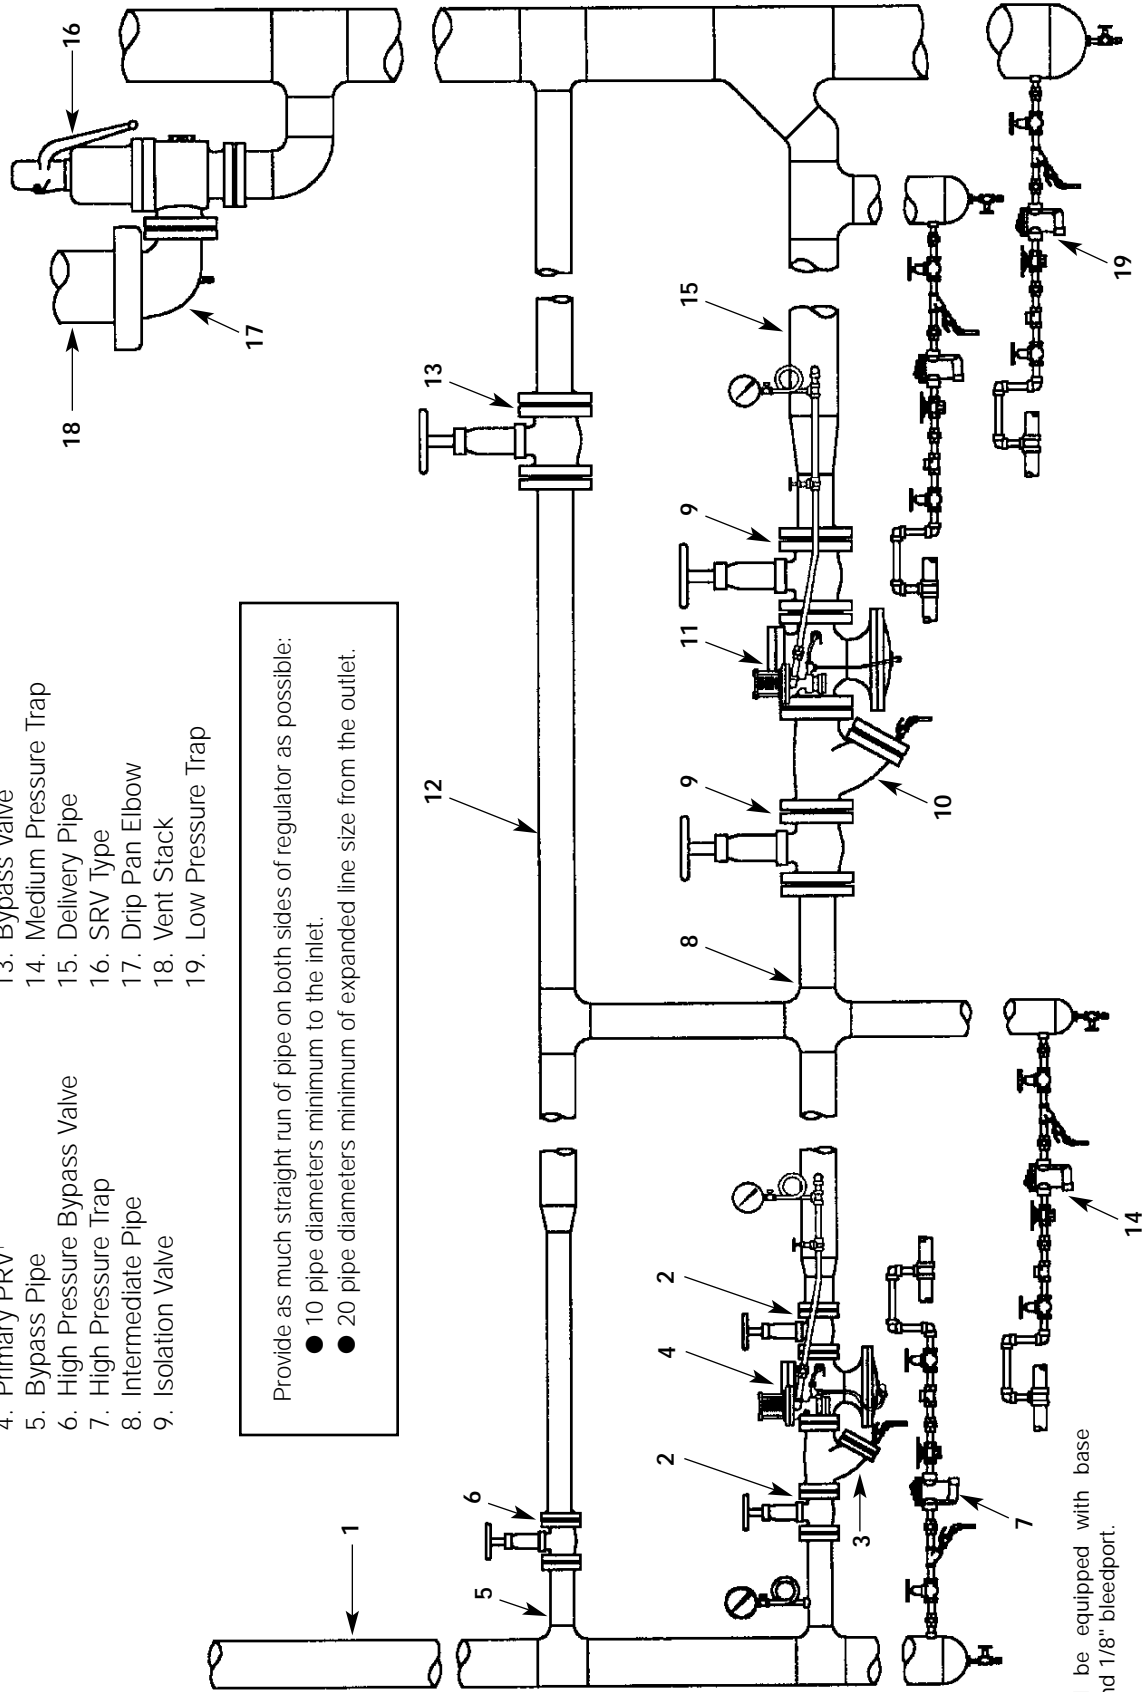 4. Primary PRV
5. Bypass Pipe
6. High Pressure Bypass Valve
7. High Pressure Trap
8. Intermediate Pipe
9. Isolation Valve
13. Bypass Valve
14. Medium Pressure Trap
15. Delivery Pipe
16. SRV Type
17. Drip Pan Elbow
18. Vent Stack
19. Low Pressure Trap
Provide as much straight run of pipe on both sides of regulator as possible:
● 10 pipe diameters minimum to the inlet.
● 20 pipe diameters minimum of expanded line size from the outlet.
1
5
6
2
4
2
3
7
12
8
9
10
11
9
13
15
14
18
17
16
19
be equipped with base
nd 1/8" bleedport.